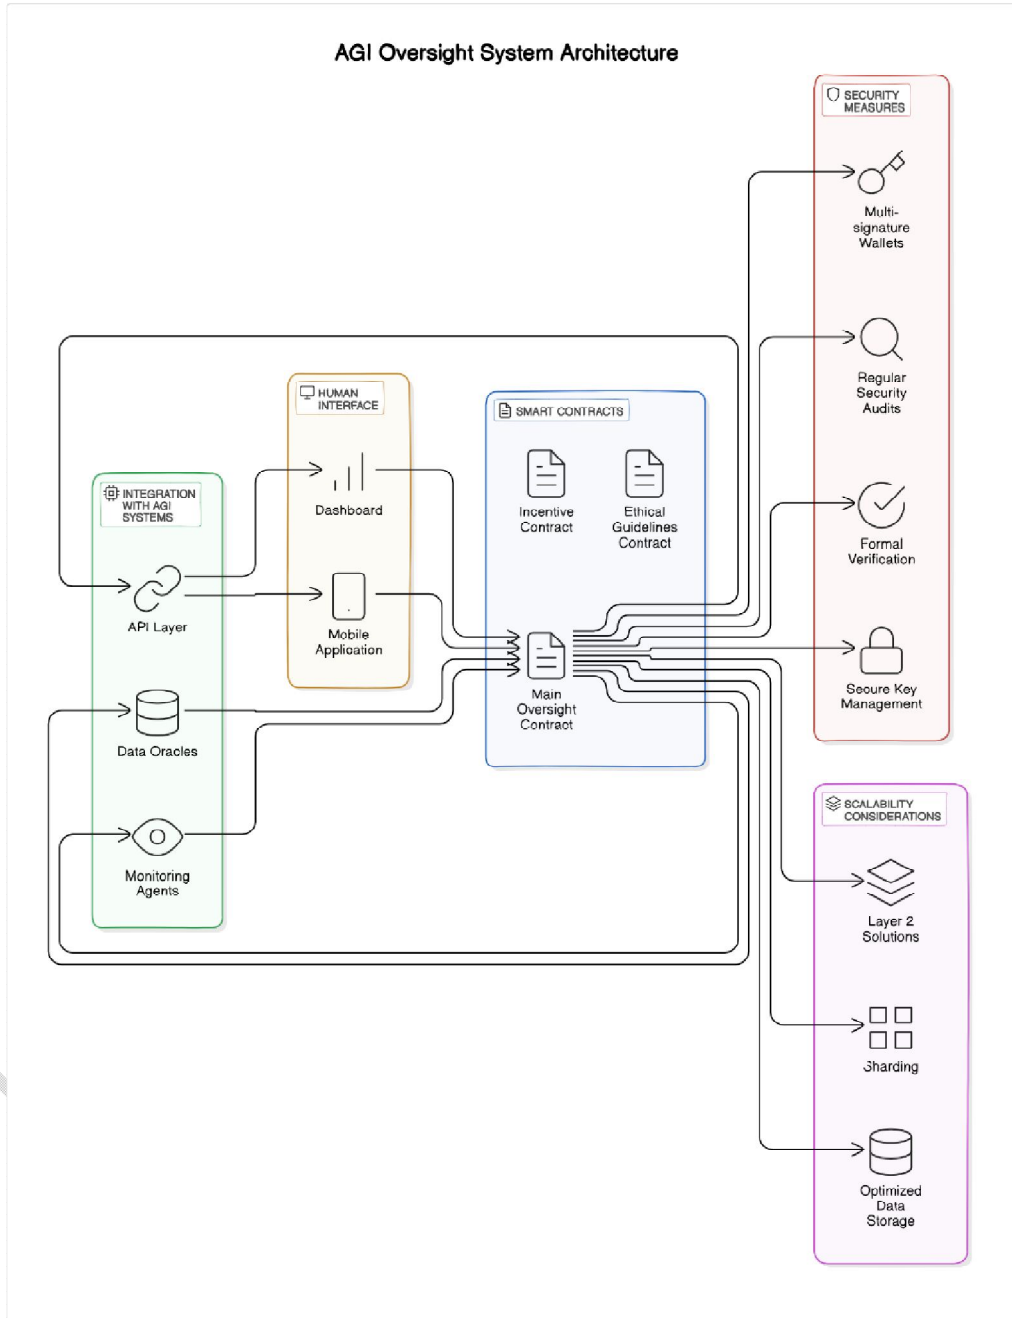 AGI Oversight System Architecture
SECURITY
MEASURES
Multi-
signature
Wallets
Regular
Security
Audits
Formal
Verification
Secure Key
Management
HUMAN
INTERFACE
Dashboard
Mobile
Application
SMART CONTRACTS
Incentive
Contract
Ethical
Guidelines
Contract
Main
Oversight
Contract
INTEGRATION
WITH AGI
SYSTEMS
API Layer
Data Oracles
Monitoring
Agents
SCALABILITY
CONSIDERATIONS
Layer 2
Solutions
Sharding
Optimized
Data
Storage